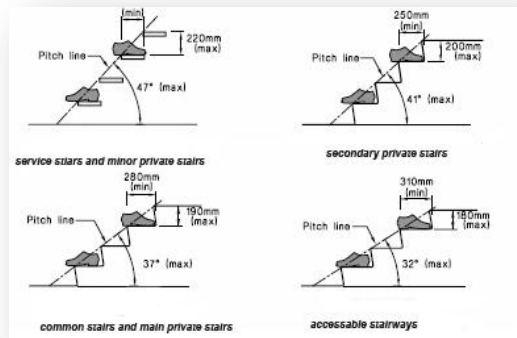 (min)
220mm
(max)
Pitch line
47° (max)
service stiars and minor private stairs
250mm
(min)
200mm
(max)
Pitch line
41° (max)
secondary private stairs
280mm
(min)
190mm
(max)
Pitch line
37° (max)
common stairs and main private stairs
310mm
(min)
180mm
(max)
Pitch line
32° (max)
accessable stairways